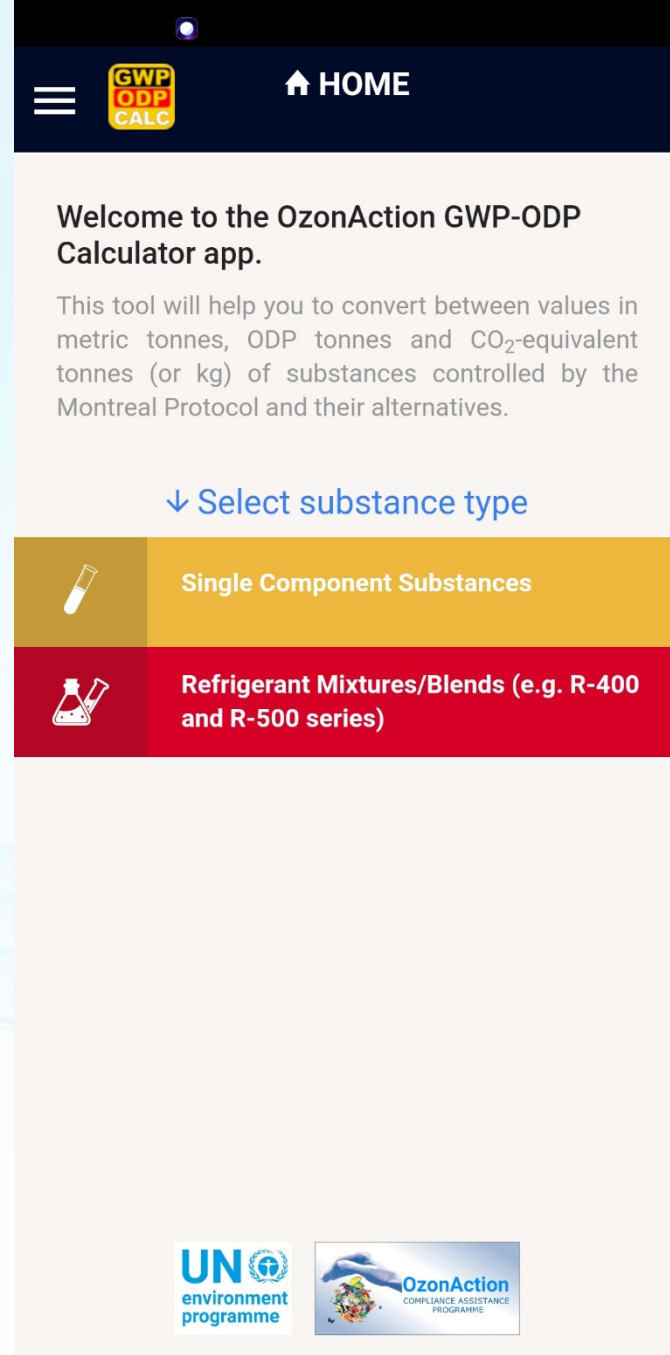 GWP
ODP
CALC
HOME
Welcome to the OzonAction GWP-ODP
Calculator app.
This tool will help you to convert between values in
metric tonnes, ODP tonnes and CO₂-equivalent
tonnes (or kg) of substances controlled by the
Montreal Protocol and their alternatives.
↓ Select substance type
Single Component Substances
Refrigerant Mixtures/Blends (e.g. R-400
and R-500 series)
UN
environment
programme
OzonAction
COMPLIANCE ASSISTANCE
PROGRAMME